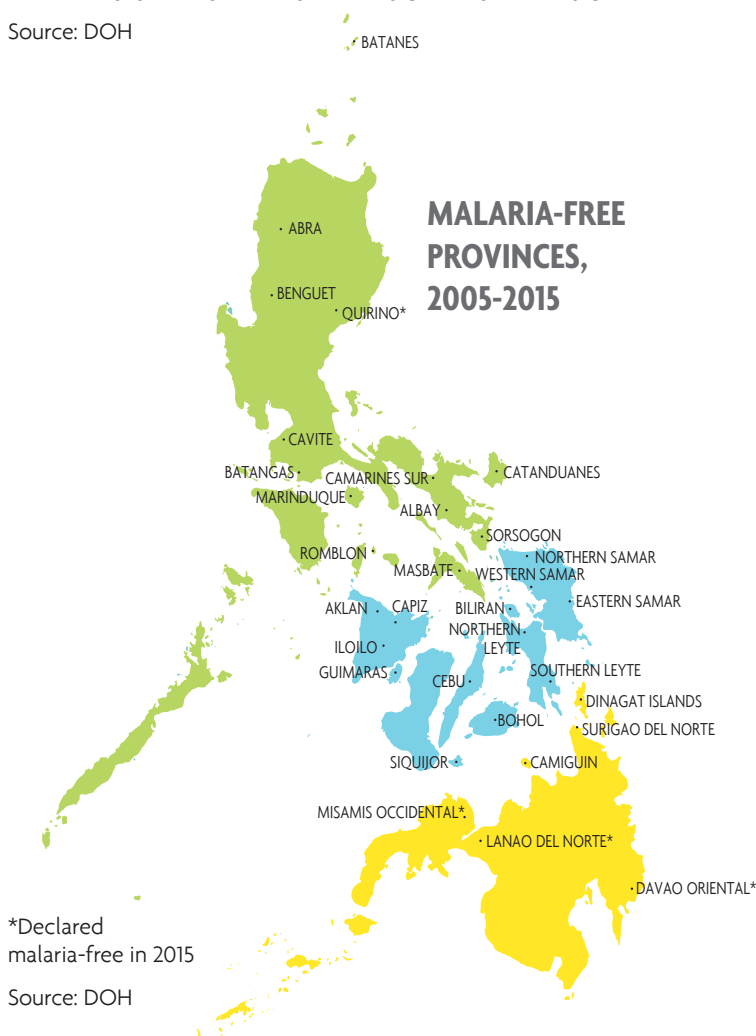 Source: DOH
BATANES
MALARIA-FREE
PROVINCES,
2005-2015
ABRA
BENGUET
QUIRINO*
CAVITE
BATANGAS
CAMARINES SUR
CATANDUANES
MARINDUQUE
ALBAY
SORSOGON
ROMBLON
NORTHERN SAMAR
MASBATE
WESTERN SAMAR
AKLAN
CAPIZ
BILIRAN
EASTERN SAMAR
NORTHERN
LEYTE
ILOILO
GUIMARAS
CEBU
SOUTHERN LEYTE
DINAGAT ISLANDS
BOHOL
SURIGAO DEL NORTE
SIQUIJOR
CAMIGUIN
MISAMIS OCCIDENTAL*
LANAO DEL NORTE*
DAVAO ORIENTAL*
*Declared
malaria-free in 2015
Source: DOH